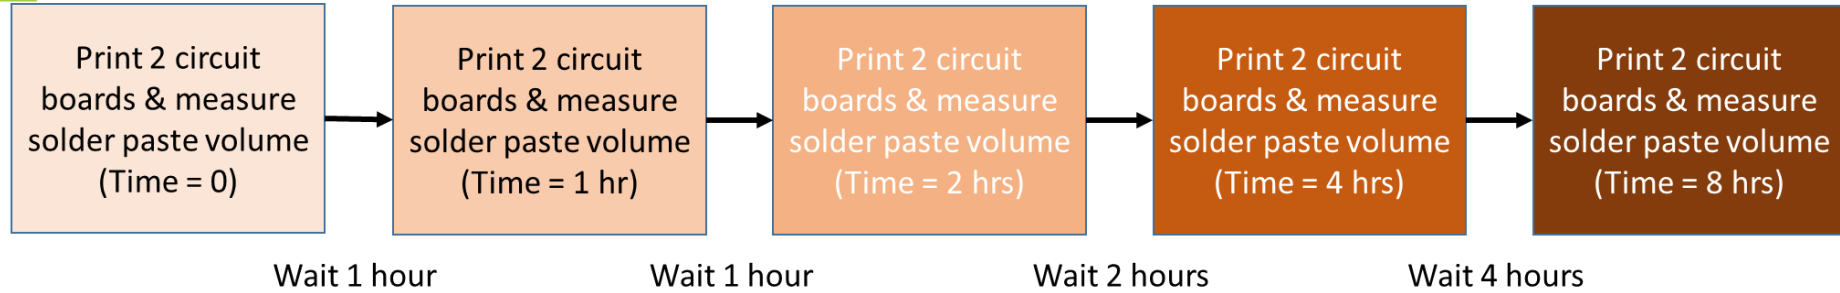 Print 2 circuit
boards & measure
solder paste volume
(Time = 0)
Print 2 circuit
boards & measure
solder paste volume
(Time = 1 hr)
Print 2 circuit
boards & measure
solder paste volume
(Time = 2 hrs)
Print 2 circuit
boards & measure
solder paste volume
(Time = 4 hrs)
Print 2 circuit
boards & measure
solder paste volume
(Time = 8 hrs)
Wait 1 hour
Wait 1 hour
Wait 2 hours
Wait 4 hours